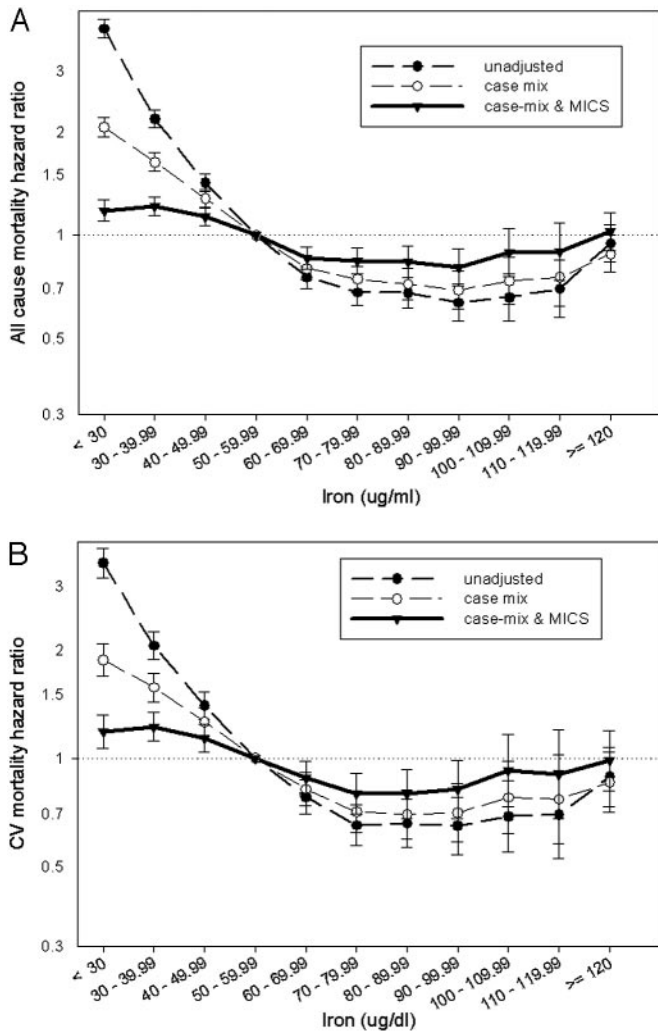 A
All cause mortality hazard ratio
3
2
1.5
1
0.7
0.5
0.3
unadjusted
case mix
case-mix & MICS
< 30
30 - 39.99
40 - 49.99
50 - 59.99
60 - 69.99
70 - 79.99
80 - 89.99
90 - 99.99
100 - 109.99
110 - 119.99
>= 120
Iron (ug/ml)
B
CV mortality hazard ratio
3
2
1.5
1
0.7
0.5
0.3
unadjusted
case mix
case-mix & MICS
< 30
30 - 39.99
40 - 49.99
50 - 59.99
60 - 69.99
70 - 79.99
80 - 89.99
90 - 99.99
100 - 109.99
110 - 119.99
>= 120
Iron (ug/dl)